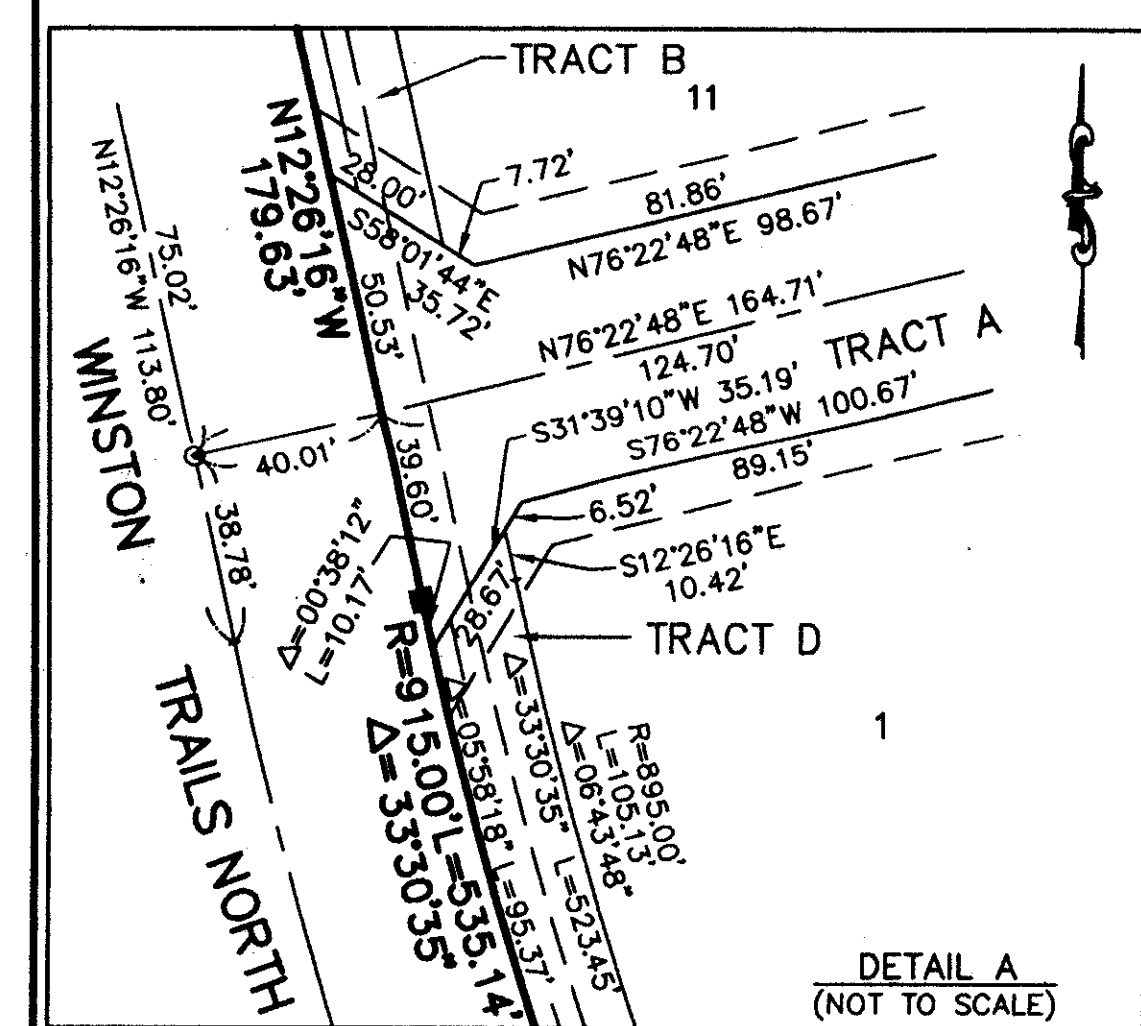 TRACT B
11
N12°26'16"W
179.63'
N12°26'16"W 113.80'
75.02'
28.00'
7.72'
S58°01'44"E
35.72'
81.86'
N76°22'48"E 98.67'
50.53'
N76°22'48"E 164.71'
124.70'
TRACT A
S31°39'10"W 35.19'
S76°22'48"W 100.67'
89.15'
40.01'
39.60'
6.52'
S12°26'16"E
10.42'
38.78'
28.67'
Δ=00°38'12"
L=10.17'
TRACT D
WINSTON
TRAILS NORTH
R=915.00' L=535.14'
Δ=33°30'35"
Δ=05°58'18" L=95.37'
Δ=33°30'35" L=523.45'
R=895.00'
L=105.13'
Δ=06°43'48"
1
DETAIL A
(NOT TO SCALE)